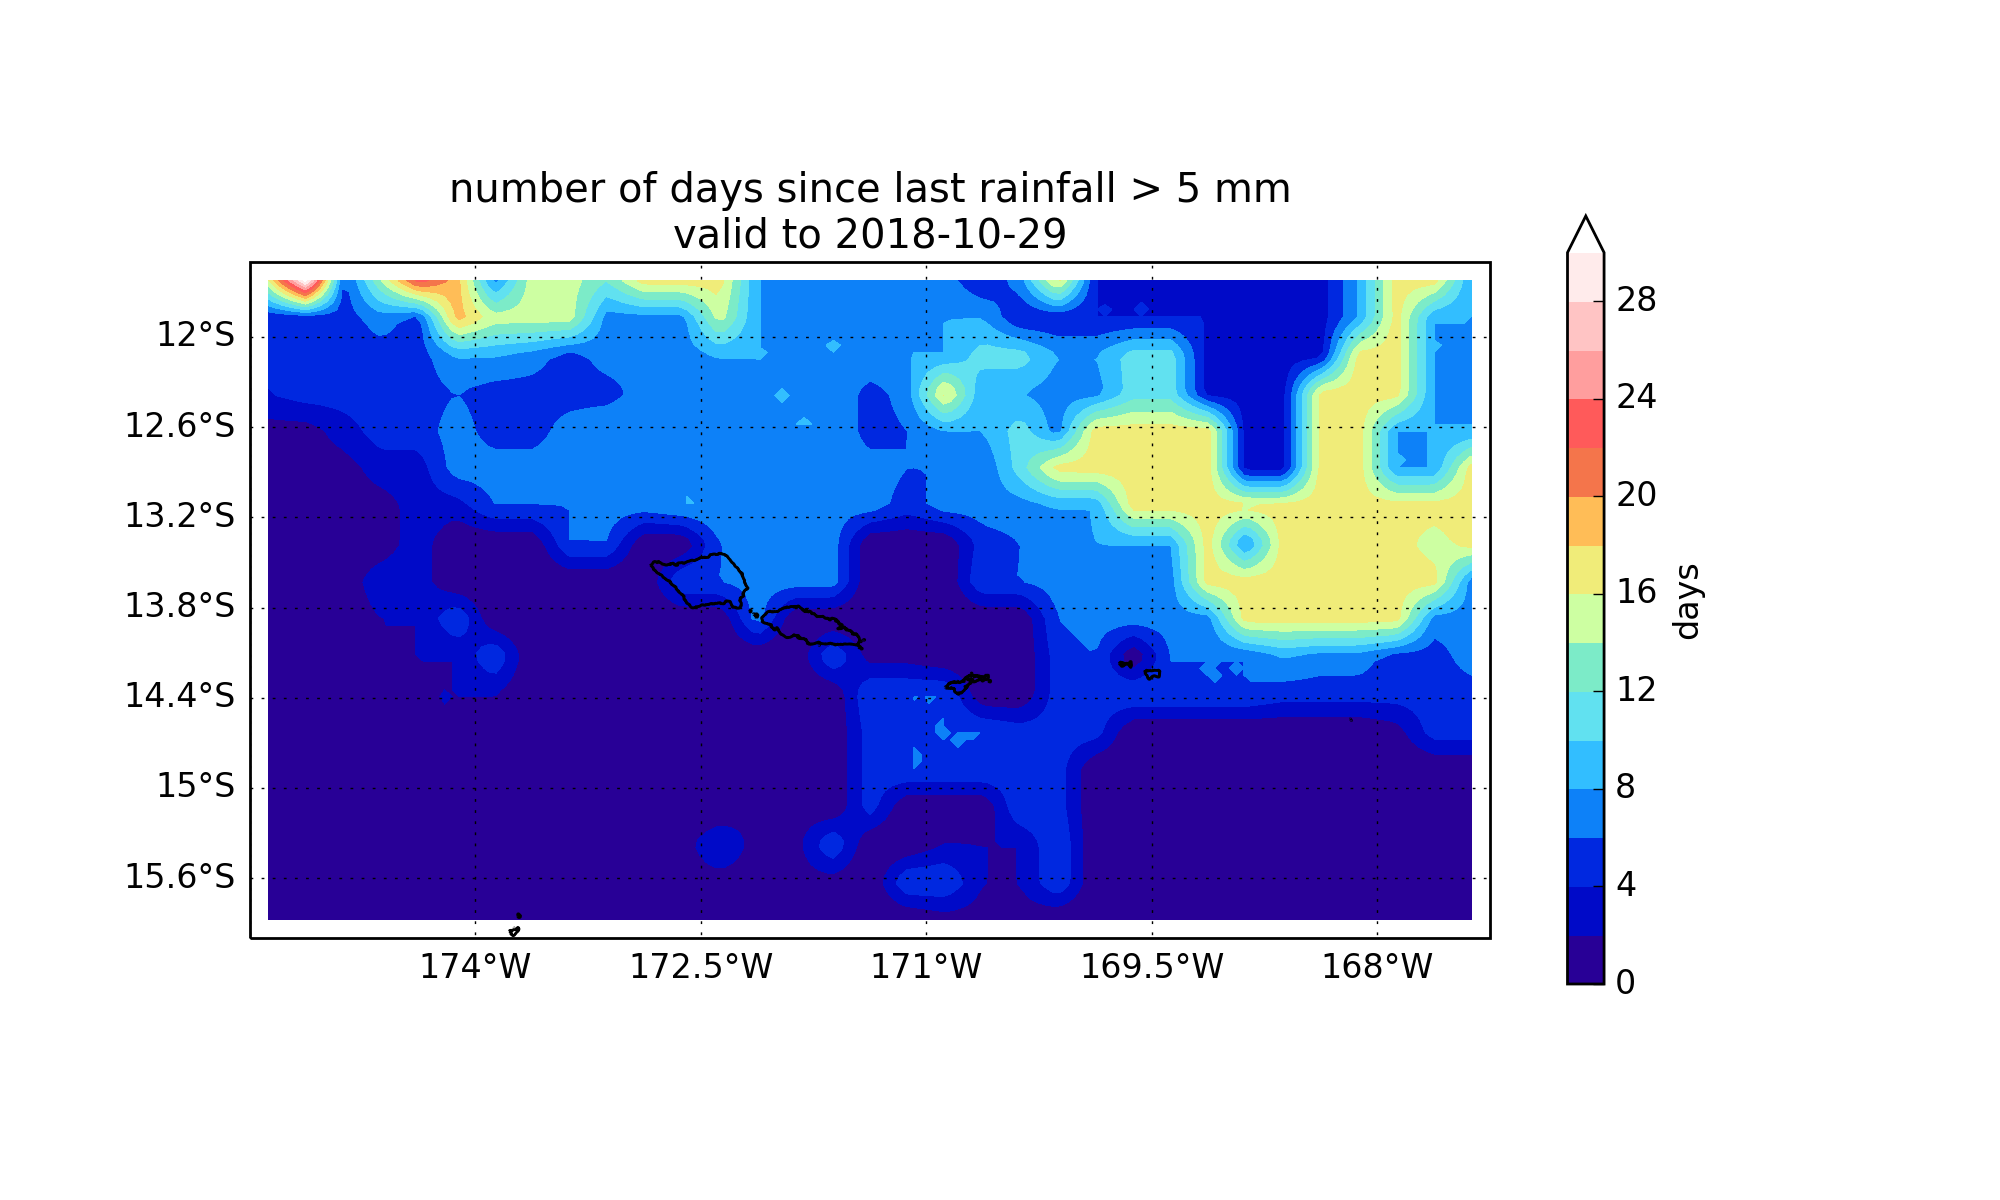 number of days since last rainfall > 5 mm
valid to 2018-10-29
12°S
12.6°S
13.2°S
13.8°S
14.4°S
15°S
15.6°S
174°W 172.5°W 171°W 169.5°W 168°W
28
24
20
16
12
8
4
0
days